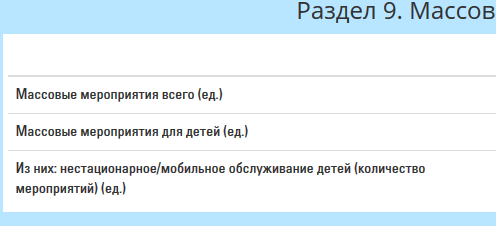 Раздел 9. Массов
Массовые мероприятия всего (ед.)
Массовые мероприятия для детей (ед.)
Из них: нестационарное/мобильное обслуживание детей (количество
мероприятий) (ед.)